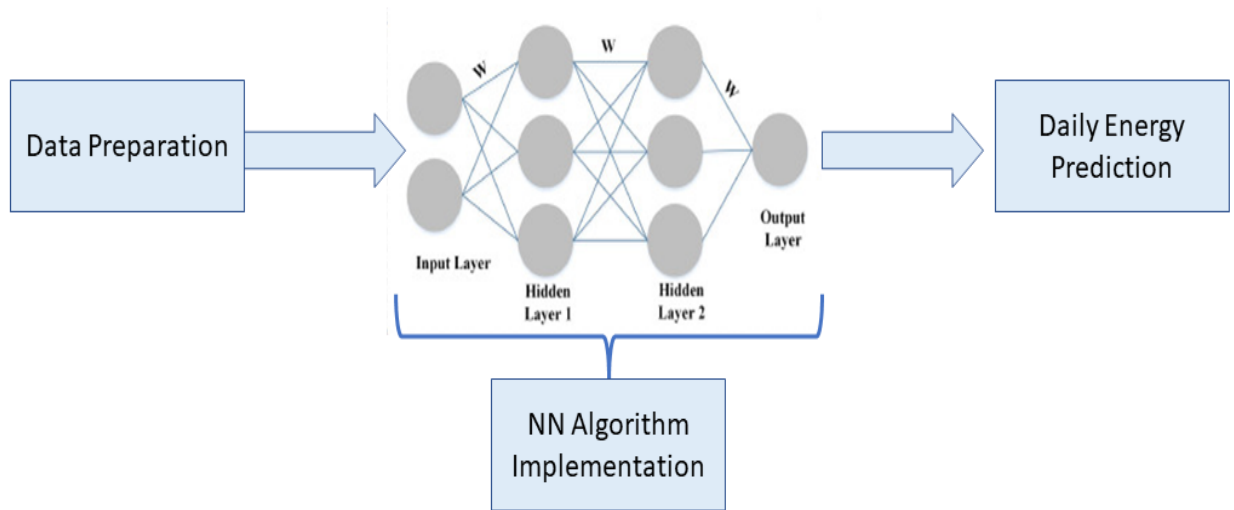 Data Preparation
W
W
W
Input Layer
Hidden
Layer 1
Hidden
Layer 2
Output
Layer
Daily Energy
Prediction
NN Algorithm
Implementation